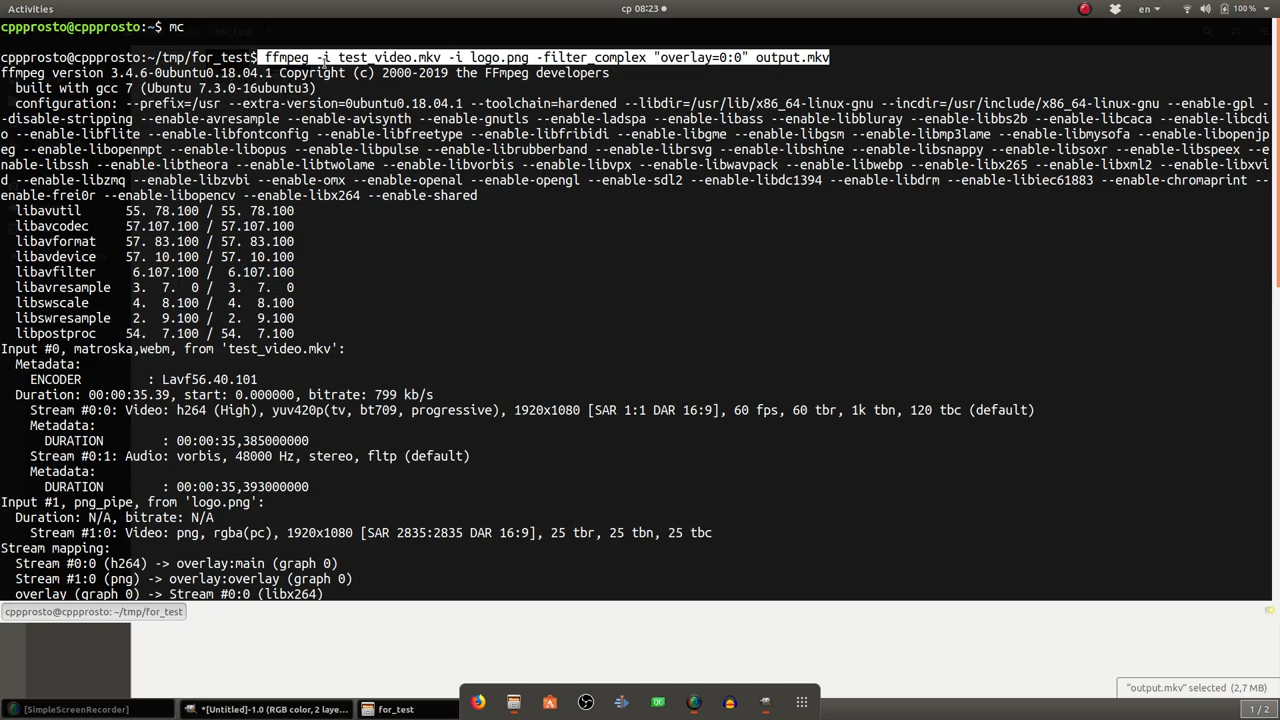 Activities
ср 08:23
en
100 %
cppprosto@cppprosto:~$ mc
cppprosto@cppprosto:~/tmp/for_test$ ffmpeg -i test_video.mkv -i logo.png -filter_complex "overlay=0:0" output.mkv
ffmpeg version 3.4.6-0ubuntu0.18.04.1 Copyright (c) 2000-2019 the FFmpeg developers
  built with gcc 7 (Ubuntu 7.3.0-16ubuntu3)
  configuration: --prefix=/usr --extra-version=0ubuntu0.18.04.1 --toolchain=hardened --libdir=/usr/lib/x86_64-linux-gnu --incdir=/usr/include/x86_64-linux-gnu --enable-gpl -
-disable-stripping --enable-avresample --enable-avisynth --enable-gnutls --enable-ladspa --enable-libass --enable-libbluray --enable-libbs2b --enable-libcaca --enable-libcdi
o --enable-libflite --enable-libfontconfig --enable-libfreetype --enable-libfribidi --enable-libgme --enable-libgsm --enable-libmp3lame --enable-libmysofa --enable-libopenjp
eg --enable-libopenmpt --enable-libopus --enable-libpulse --enable-librubberband --enable-librsvg --enable-libshine --enable-libsnappy --enable-libsoxr --enable-libspeex --e
nable-libssh --enable-libtheora --enable-libtwolame --enable-libvorbis --enable-libvpx --enable-libwavpack --enable-libwebp --enable-libx265 --enable-libxml2 --enable-libxvi
d --enable-libzmq --enable-libzvbi --enable-omx --enable-openal --enable-opengl --enable-sdl2 --enable-libdc1394 --enable-libdrm --enable-libiec61883 --enable-chromaprint --
enable-frei0r --enable-libopencv --enable-libx264 --enable-shared
  libavutil      55. 78.100 / 55. 78.100
  libavcodec     57.107.100 / 57.107.100
  libavformat    57. 83.100 / 57. 83.100
  libavdevice    57. 10.100 / 57. 10.100
  libavfilter     6.107.100 /  6.107.100
  libavresample   3.  7.  0 /  3.  7.  0
  libswscale      4.  8.100 /  4.  8.100
  libswresample   2.  9.100 /  2.  9.100
  libpostproc    54.  7.100 / 54.  7.100
Input #0, matroska,webm, from 'test_video.mkv':
  Metadata:
    ENCODER         : Lavf56.40.101
  Duration: 00:00:35.39, start: 0.000000, bitrate: 799 kb/s
    Stream #0:0: Video: h264 (High), yuv420p(tv, bt709, progressive), 1920x1080 [SAR 1:1 DAR 16:9], 60 fps, 60 tbr, 1k tbn, 120 tbc (default)
    Metadata:
      DURATION        : 00:00:35,385000000
    Stream #0:1: Audio: vorbis, 48000 Hz, stereo, fltp (default)
    Metadata:
      DURATION        : 00:00:35,393000000
Input #1, png_pipe, from 'logo.png':
  Duration: N/A, bitrate: N/A
    Stream #1:0: Video: png, rgba(pc), 1920x1080 [SAR 2835:2835 DAR 16:9], 25 tbr, 25 tbn, 25 tbc
Stream mapping:
  Stream #0:0 (h264) -> overlay:main (graph 0)
  Stream #1:0 (png) -> overlay:overlay (graph 0)
  overlay (graph 0) -> Stream #0:0 (libx264)
cppprosto@cppprosto: ~/tmp/for_test
"output.mkv" selected (2,7 MB)
[SimpleScreenRecorder]
*[Untitled]-1.0 (RGB color, 2 laye...
for_test
1 / 2